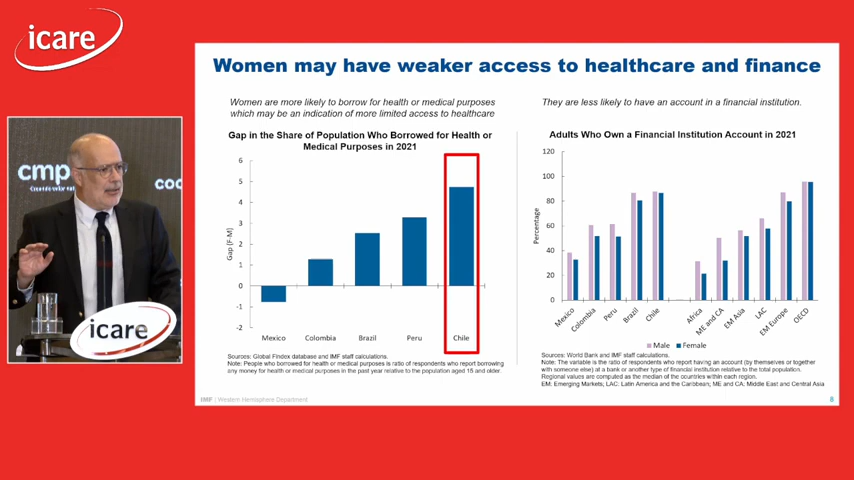 icare
Women may have weaker access to healthcare and finance
Women are more likely to borrow for health or medical purposes
which may be an indication of more limited access to healthcare
Gap in the Share of Population Who Borrowed for Health or
Medical Purposes in 2021
6
5
4
3
2
1
0
-1
-2
Gap [F-M]
Mexico
Colombia
Brazil
Peru
Chile
Sources: Global Findex database and IMF staff calculations.
Note: People who borrowed for health or medical purposes is ratio of respondents who report borrowing
any money for health or medical purposes in the past year relative to the population aged 15 and older.
They are less likely to have an account in a financial institution.
Adults Who Own a Financial Institution Account in 2021
120
100
80
60
40
20
0
Percentage
Mexico
Colombia
Peru
Brazil
Chile
Africa
ME and CA
EM Asia
LAC
EM Europe
OECD
Male
Female
Sources: World Bank and IMF staff calculations.
Note: The variable is the ratio of respondents who report having an account (by themselves or together
with someone else) at a bank or another type of financial institution relative to the total population.
Regional values are computed as the median of the countries within each region.
EM: Emerging Markets; LAC: Latin America and the Caribbean; ME and CA: Middle East and Central Asia
IMF | Western Hemisphere Department
8
cmp
icare